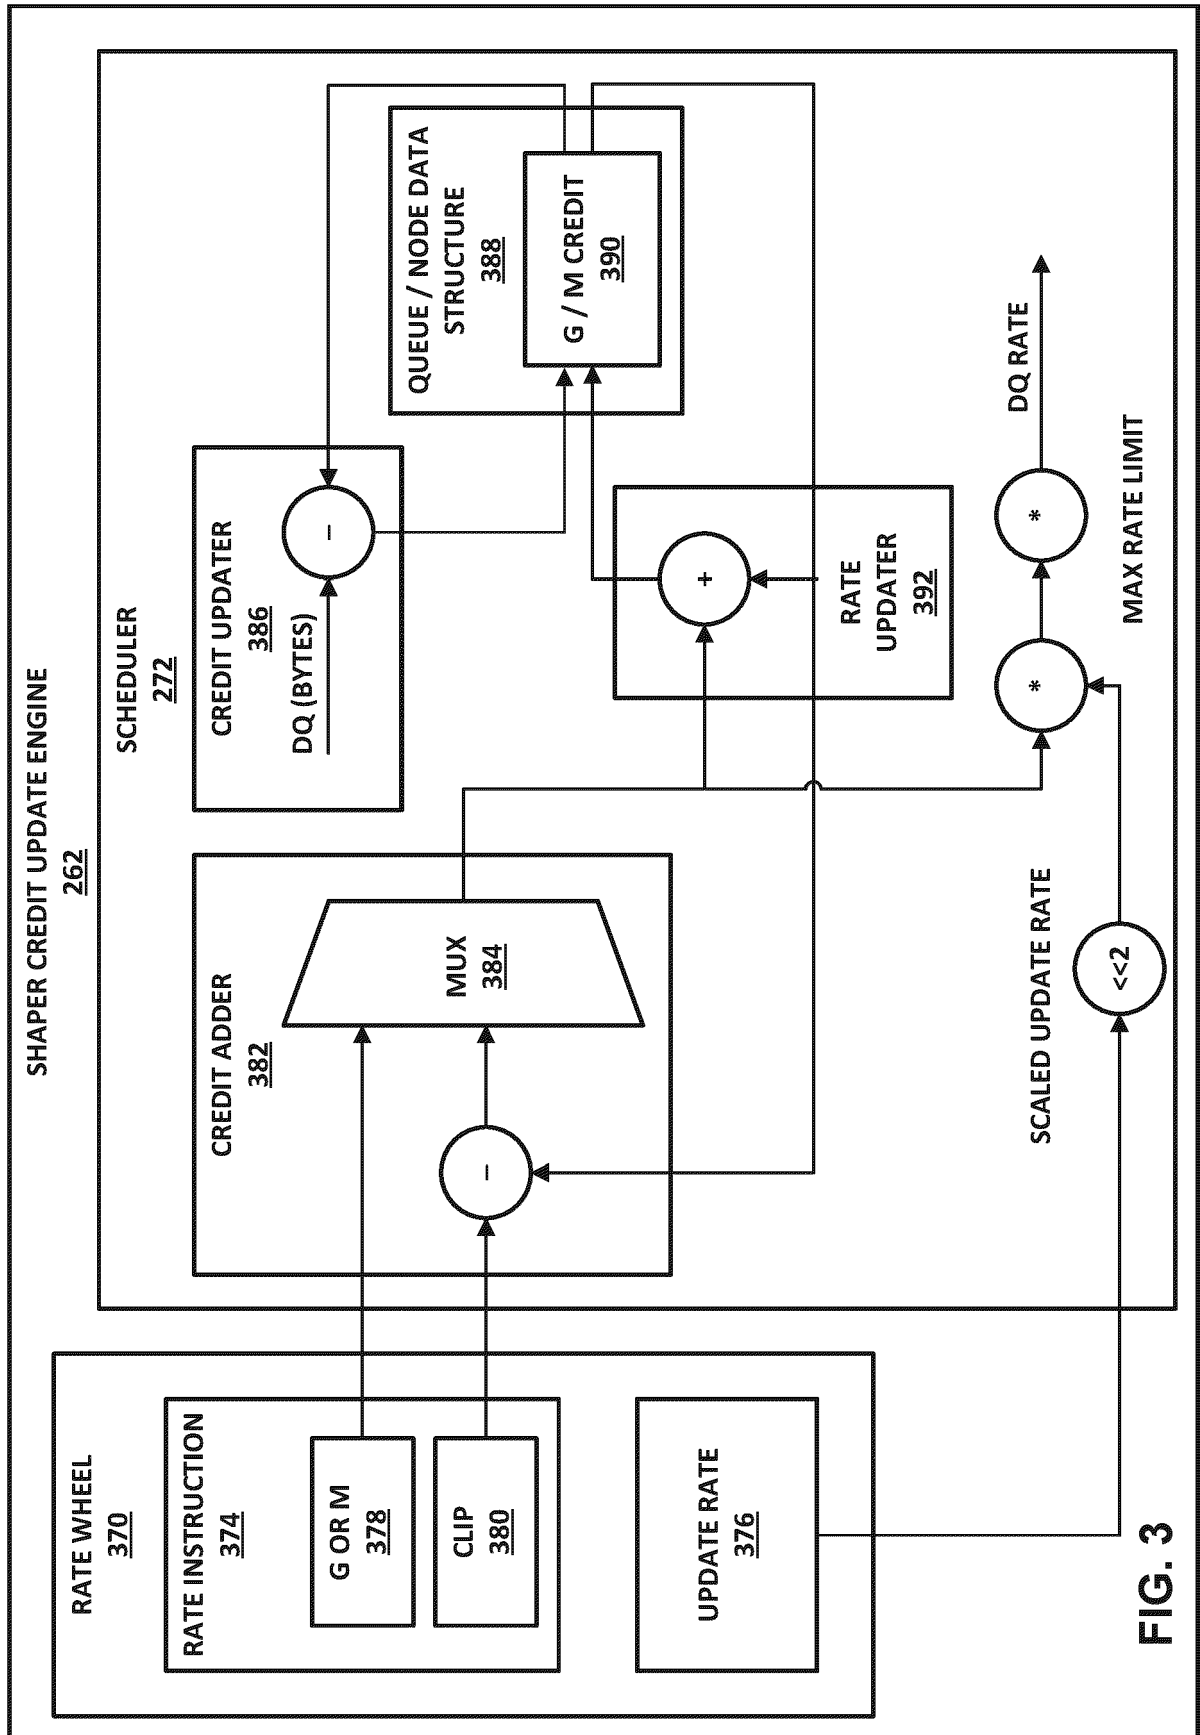 SHAPER CREDIT UPDATE ENGINE
262
RATE WHEEL
370
RATE INSTRUCTION
374
G OR M
378
CLIP
380
UPDATE RATE
376
SCHEDULER
272
CREDIT ADDER
382
MUX
384
–
CREDIT UPDATER
386
DQ (BYTES)
–
QUEUE / NODE DATA
STRUCTURE
388
G / M CREDIT
390
+
RATE
UPDATER
392
SCALED UPDATE RATE
<<2
*
*
DQ RATE
MAX RATE LIMIT
FIG. 3